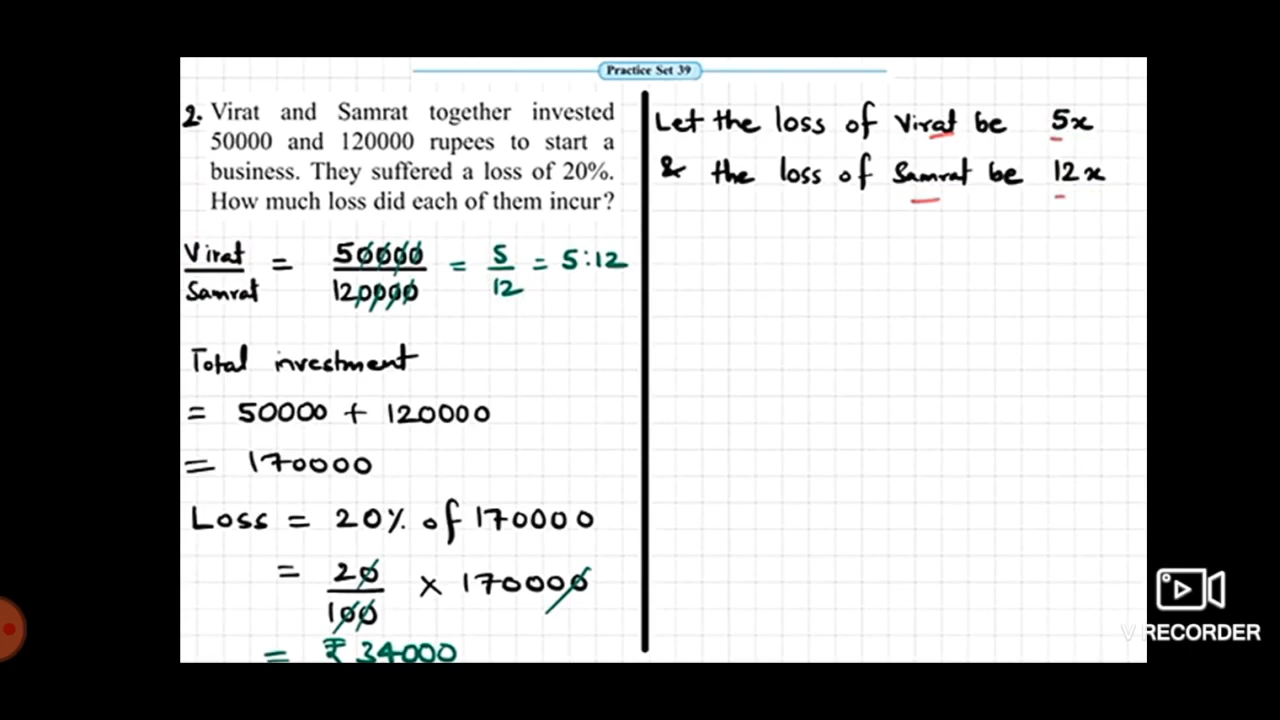 Practice Set 39
2. Virat and Samrat together invested
50000 and 120000 rupees to start a
business. They suffered a loss of 20%.
How much loss did each of them incur?
Virat/Samrat = 50000/120000 = 5/12 = 5:12
Total investment
= 50000 + 120000
= 170000
Loss = 20% of 170000
= 20/100 × 170000
= ₹ 34000
Let the loss of Virat be 5x
& the loss of Samrat be 12x
V RECORDER